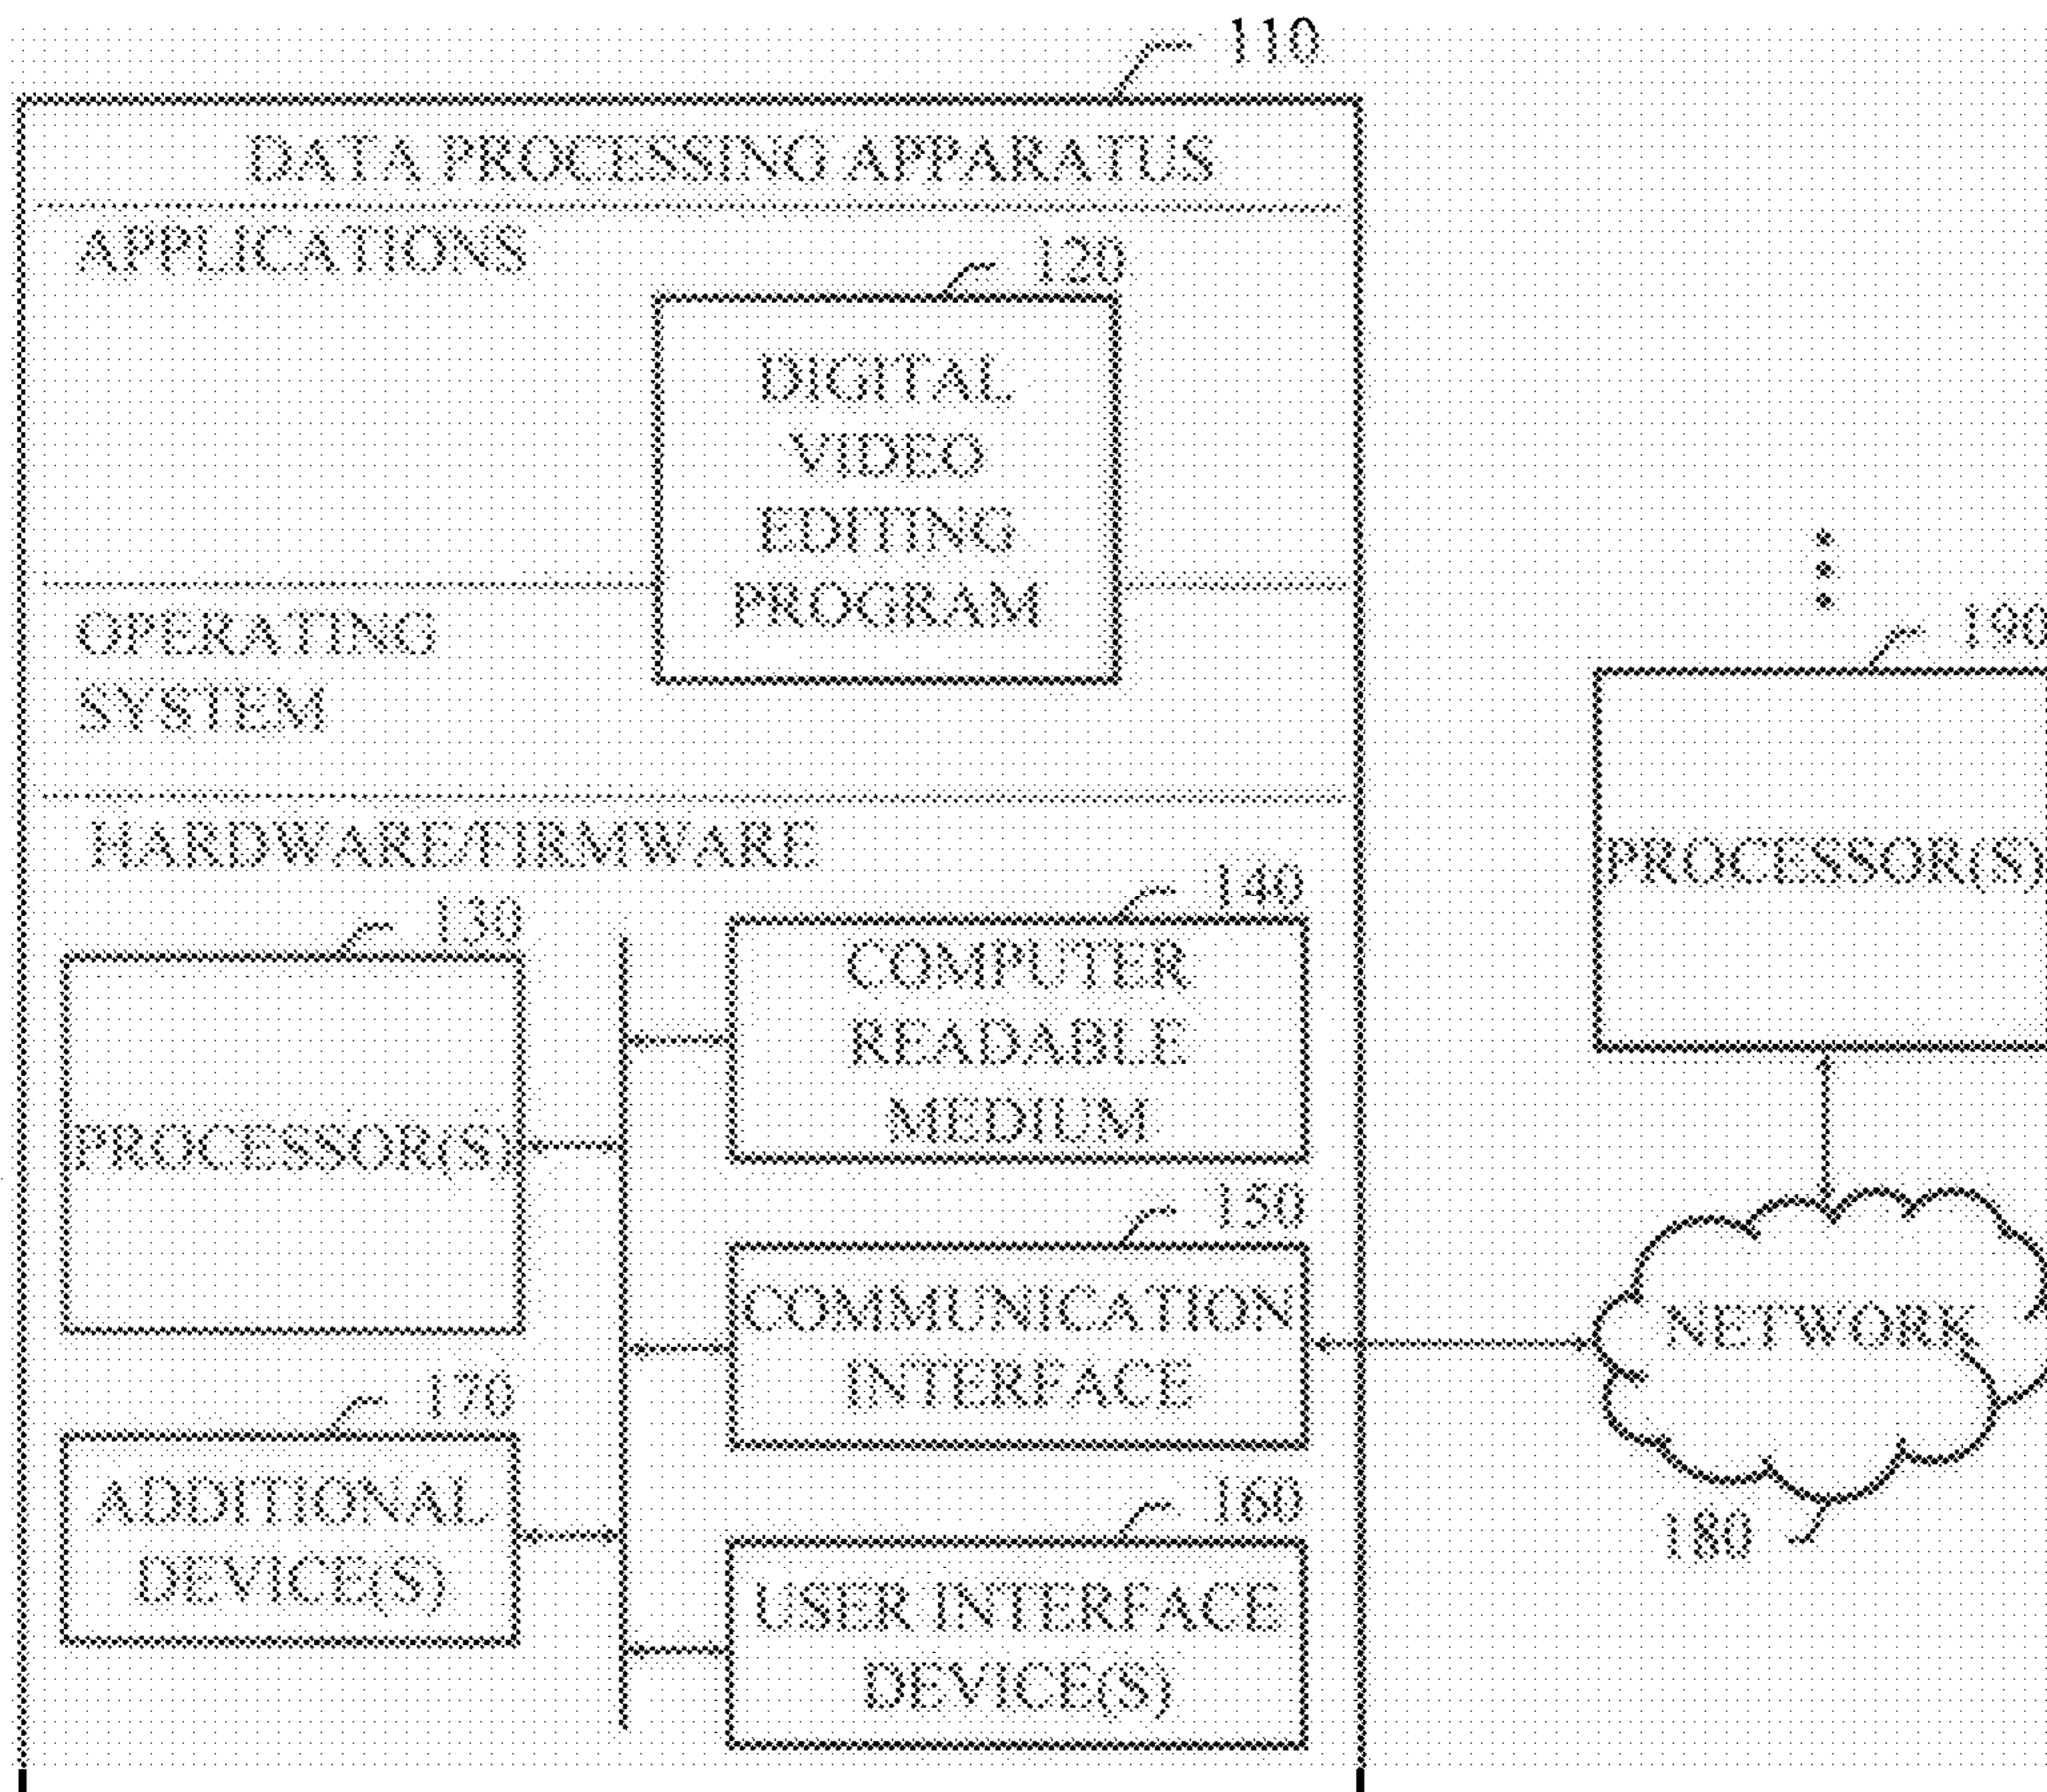 110
DATA PROCESSING APPARATUS
APPLICATIONS
120
DIGITAL
VIDEO
EDITING
PROGRAM
OPERATING
SYSTEM
190
PROCESSOR(S)
HARDWARE/FIRMWARE
130
PROCESSOR(S)
140
COMPUTER
READABLE
MEDIUM
150
COMMUNICATION
INTERFACE
NETWORK
180
170
ADDITIONAL
DEVICE(S)
160
USER INTERFACE
DEVICE(S)